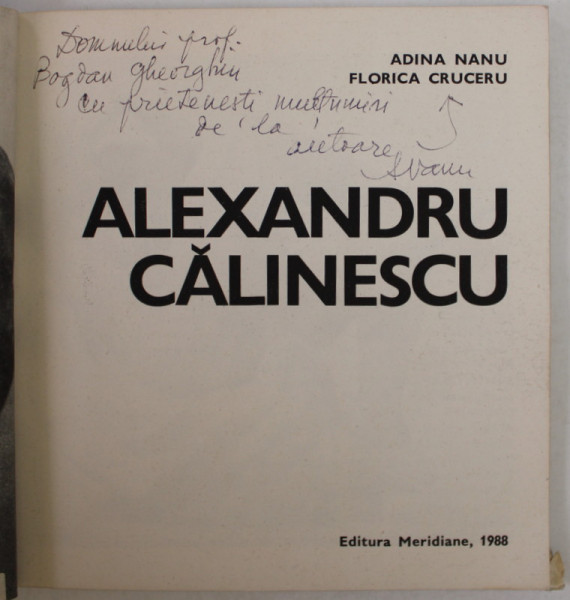 Domnului prof.
Bogdan Gheorghiu
cu prietenești mulțumiri
de la
autoare
ANanu
ADINA NANU
FLORICA CRUCERU
ALEXANDRU
CĂLINESCU
Editura Meridiane, 1988